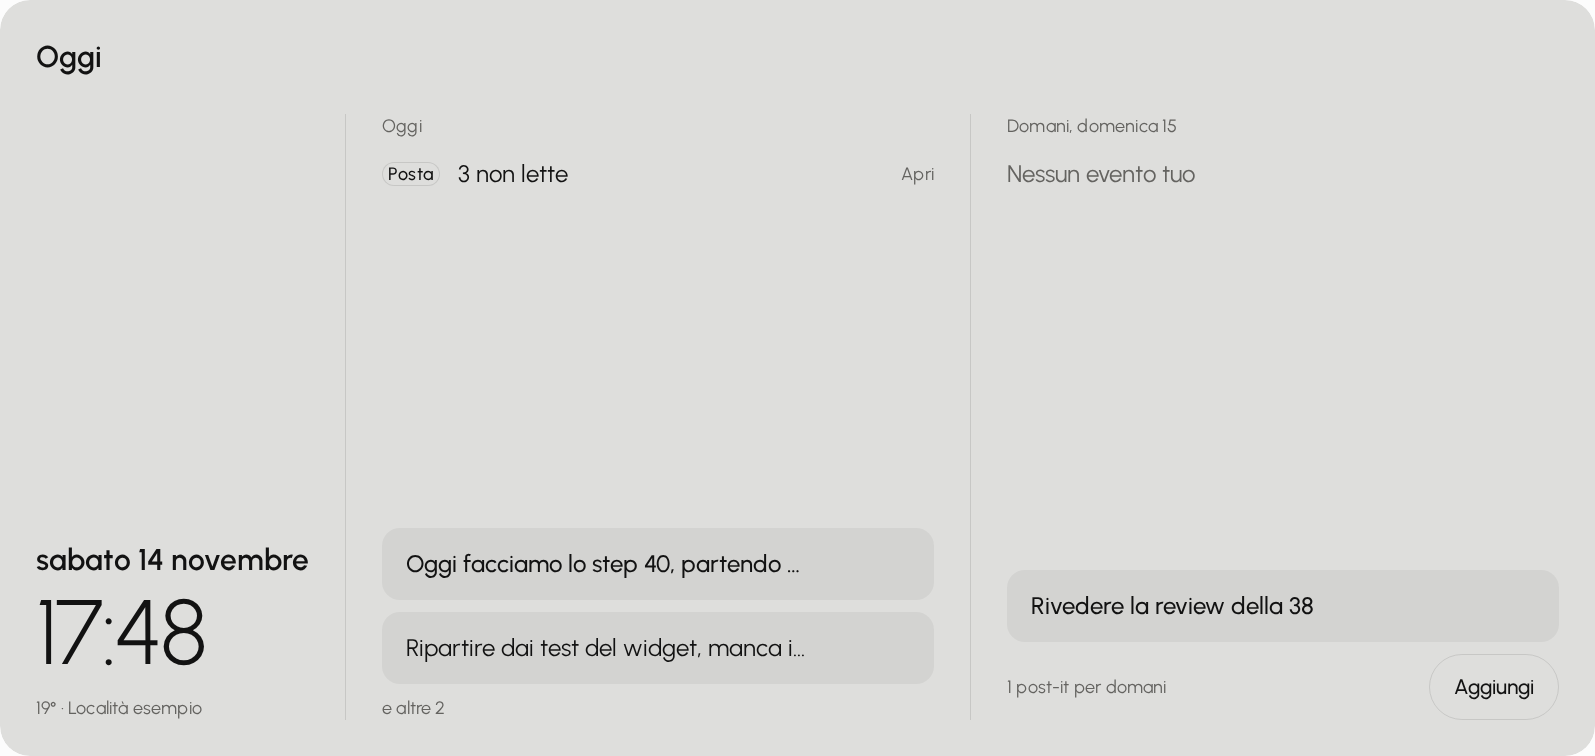 Oggi
sabato 14 novembre
17:48
19° · Località esempio
Oggi
Posta 3 non lette Apri
Oggi facciamo lo step 40, partendo ...
Ripartire dai test del widget, manca i...
e altre 2
Domani, domenica 15
Nessun evento tuo
Rivedere la review della 38
1 post-it per domani Aggiungi